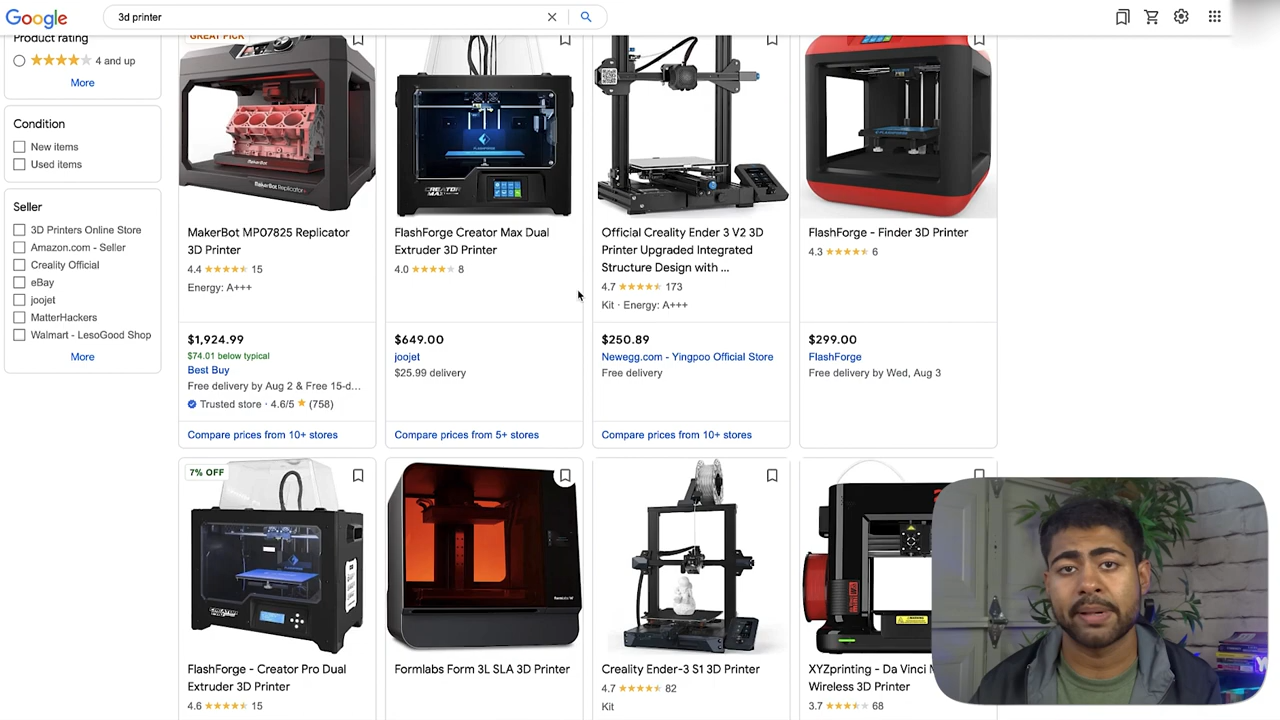 Google
3d printer
Product rating
4 and up
More
Condition
New items
Used items
Seller
3D Printers Online Store
Amazon.com - Seller
Creality Official
eBay
joojet
MatterHackers
Walmart - LesoGood Shop
More
GREAT PICK
MakerBot Replicator
MakerBot MP07825 Replicator
3D Printer
4.4
15
Energy: A+++
$1,924.99
$74.01 below typical
Best Buy
Free delivery by Aug 2 & Free 15-d...
Trusted store · 4.6/5 ★ (758)
Compare prices from 10+ stores
FLASHFORGE
CREATOR
MAX
FlashForge Creator Max Dual
Extruder 3D Printer
4.0
8
$649.00
joojet
$25.99 delivery
Compare prices from 5+ stores
Official Creality Ender 3 V2 3D
Printer Upgraded Integrated
Structure Design with ...
4.7
173
Kit · Energy: A+++
$250.89
Newegg.com - Yingpoo Official Store
Free delivery
Compare prices from 10+ stores
FlashForge - Finder 3D Printer
4.3
6
$299.00
FlashForge
Free delivery by Wed, Aug 3
7% OFF
FlashForge - Creator Pro Dual
Extruder 3D Printer
4.6
15
Formlabs Form 3L SLA 3D Printer
Creality Ender-3 S1 3D Printer
4.7
82
Kit
XYZprinting - Da Vinci
Wireless 3D Printer
3.7
68